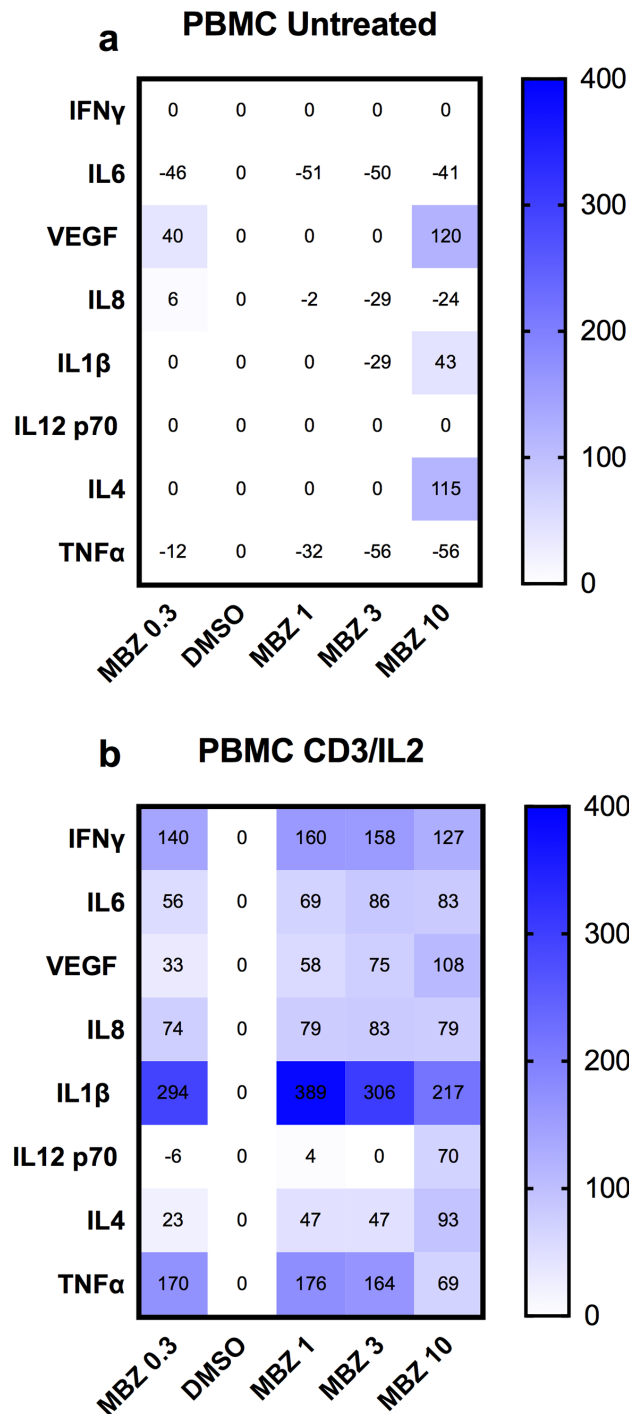 a PBMC Untreated
IFNγ 0 0 0 0 0
IL6 -46 0 -51 -50 -41
VEGF 40 0 0 0 120
IL8 6 0 -2 -29 -24
IL1β 0 0 0 -29 43
IL12 p70 0 0 0 0 0
IL4 0 0 0 0 115
TNFα -12 0 -32 -56 -56
MBZ 0.3 DMSO MBZ 1 MBZ 3 MBZ 10
400
300
200
100
0
b PBMC CD3/IL2
IFNγ 140 0 160 158 127
IL6 56 0 69 86 83
VEGF 33 0 58 75 108
IL8 74 0 79 83 79
IL1β 294 0 389 306 217
IL12 p70 -6 0 4 0 70
IL4 23 0 47 47 93
TNFα 170 0 176 164 69
MBZ 0.3 DMSO MBZ 1 MBZ 3 MBZ 10
400
300
200
100
0